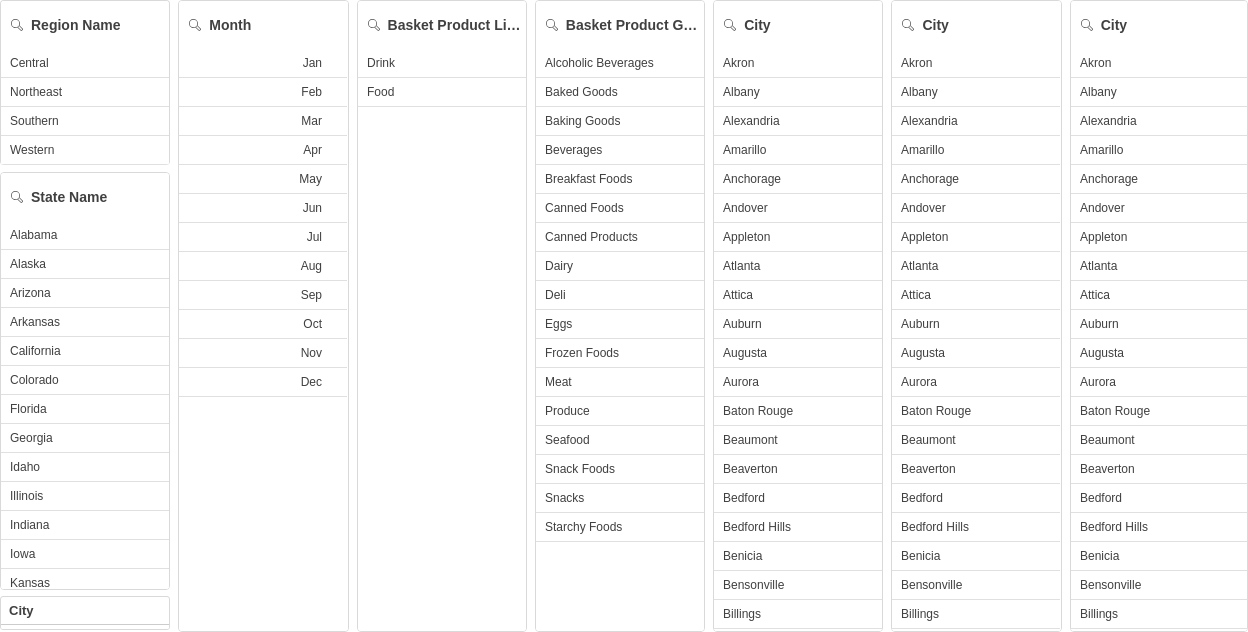 Region Name
Central
Northeast
Southern
Western
State Name
Alabama
Alaska
Arizona
Arkansas
California
Colorado
Florida
Georgia
Idaho
Illinois
Indiana
Iowa
Kansas
City
Month
Jan
Feb
Mar
Apr
May
Jun
Jul
Aug
Sep
Oct
Nov
Dec
Basket Product Li...
Drink
Food
Basket Product G...
Alcoholic Beverages
Baked Goods
Baking Goods
Beverages
Breakfast Foods
Canned Foods
Canned Products
Dairy
Deli
Eggs
Frozen Foods
Meat
Produce
Seafood
Snack Foods
Snacks
Starchy Foods
City
Akron
Albany
Alexandria
Amarillo
Anchorage
Andover
Appleton
Atlanta
Attica
Auburn
Augusta
Aurora
Baton Rouge
Beaumont
Beaverton
Bedford
Bedford Hills
Benicia
Bensonville
Billings
City
Akron
Albany
Alexandria
Amarillo
Anchorage
Andover
Appleton
Atlanta
Attica
Auburn
Augusta
Aurora
Baton Rouge
Beaumont
Beaverton
Bedford
Bedford Hills
Benicia
Bensonville
Billings
City
Akron
Albany
Alexandria
Amarillo
Anchorage
Andover
Appleton
Atlanta
Attica
Auburn
Augusta
Aurora
Baton Rouge
Beaumont
Beaverton
Bedford
Bedford Hills
Benicia
Bensonville
Billings